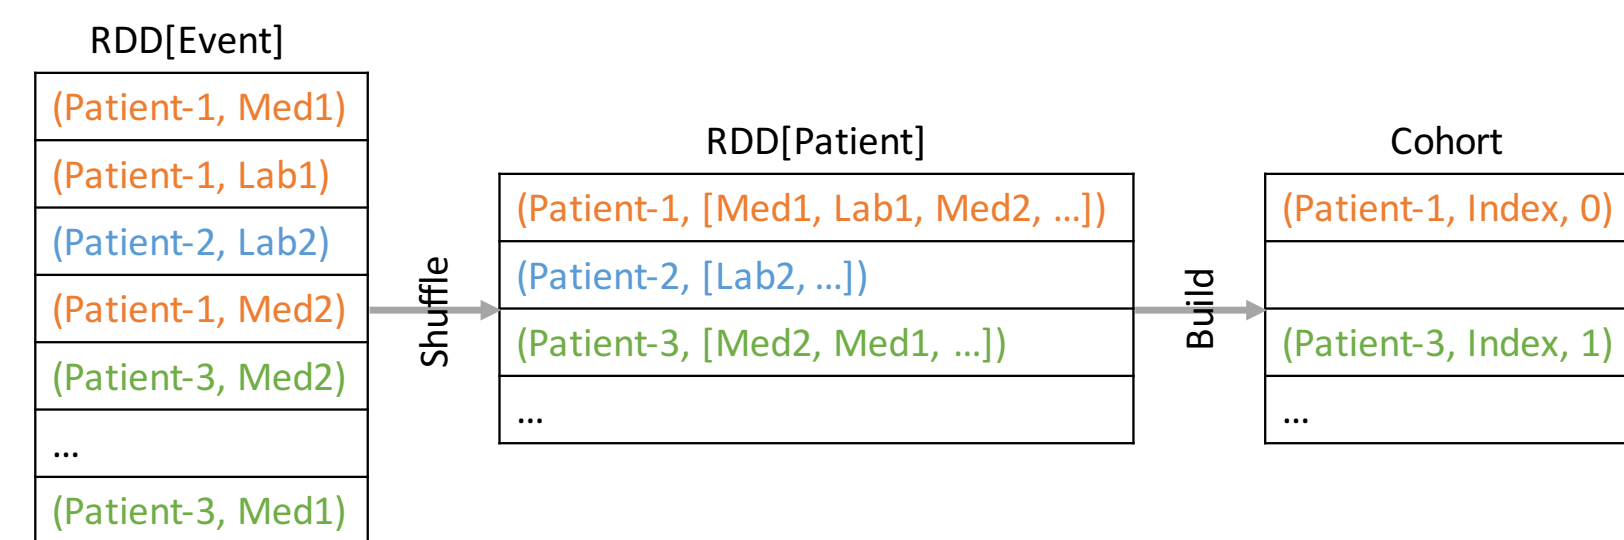 RDD[Event]
(Patient-1, Med1)
(Patient-1, Lab1)
(Patient-2, Lab2)
(Patient-1, Med2)
(Patient-3, Med2)
...
(Patient-3, Med1)
Shuffle
RDD[Patient]
(Patient-1, [Med1, Lab1, Med2, ...])
(Patient-2, [Lab2, ...])
(Patient-3, [Med2, Med1, ...])
...
Build
Cohort
(Patient-1, Index, 0)
(Patient-3, Index, 1)
...